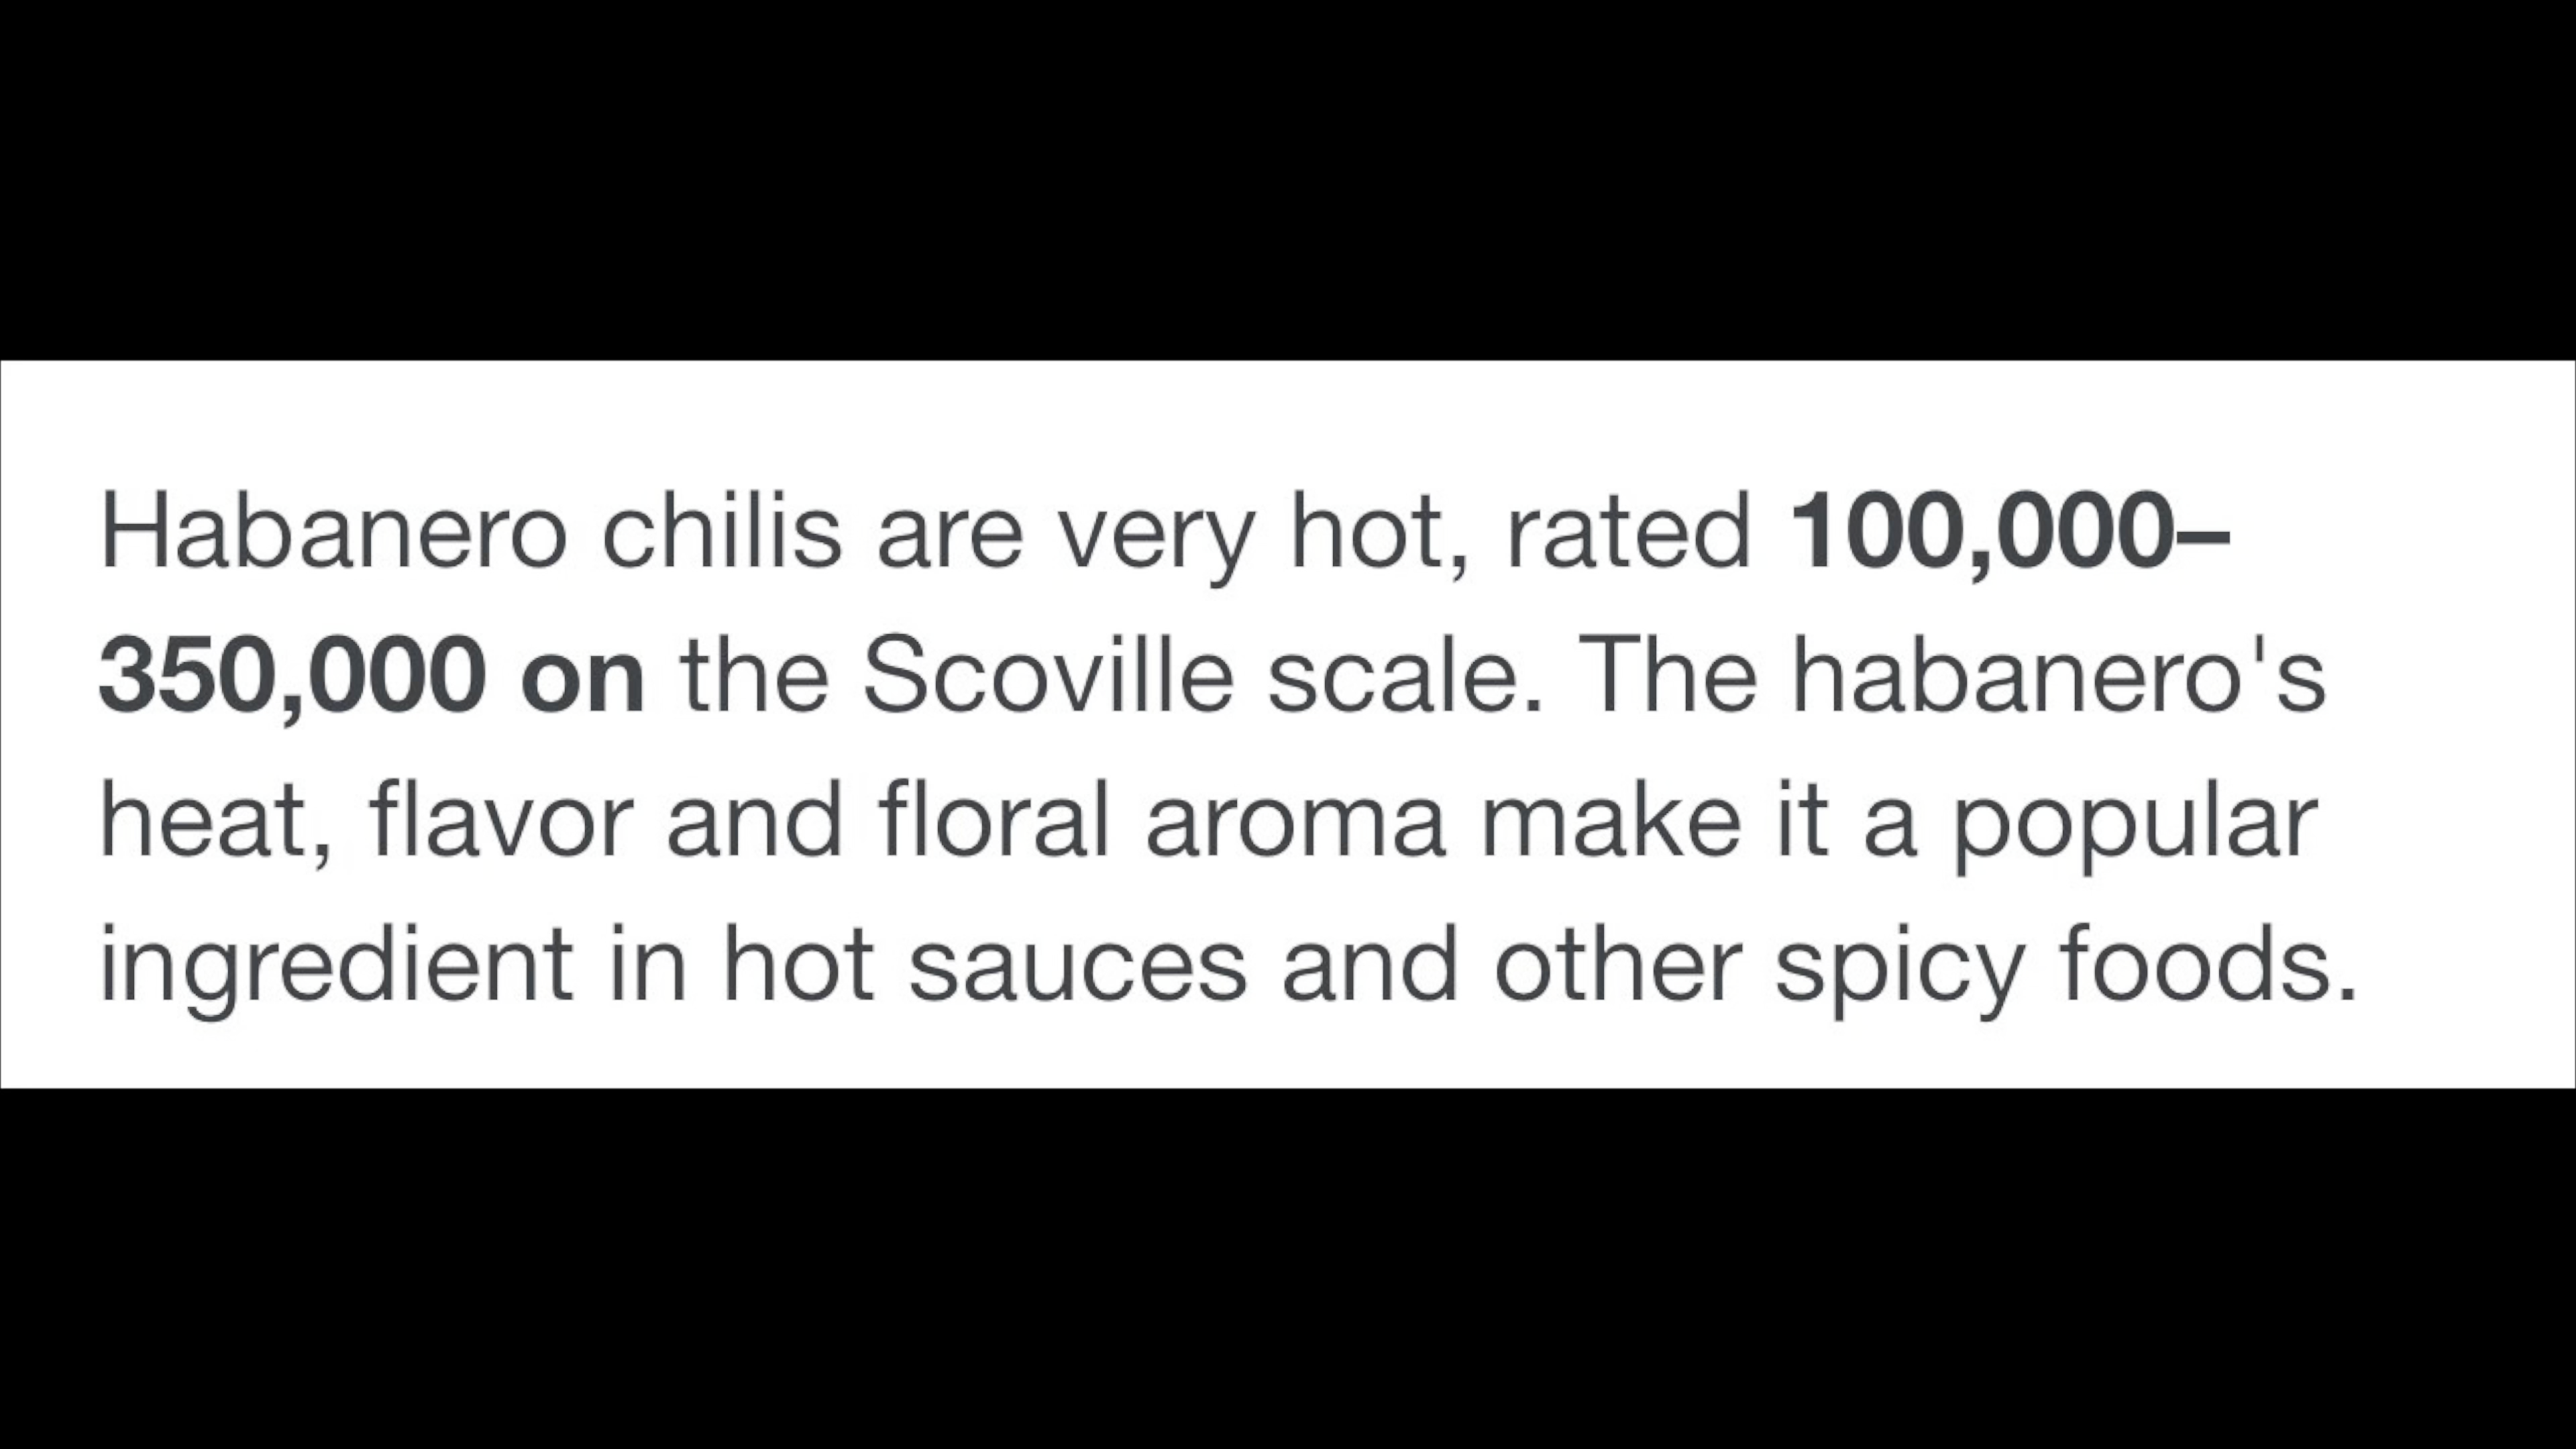 Habanero chilis are very hot, rated 100,000–
350,000 on the Scoville scale. The habanero's
heat, flavor and floral aroma make it a popular
ingredient in hot sauces and other spicy foods.